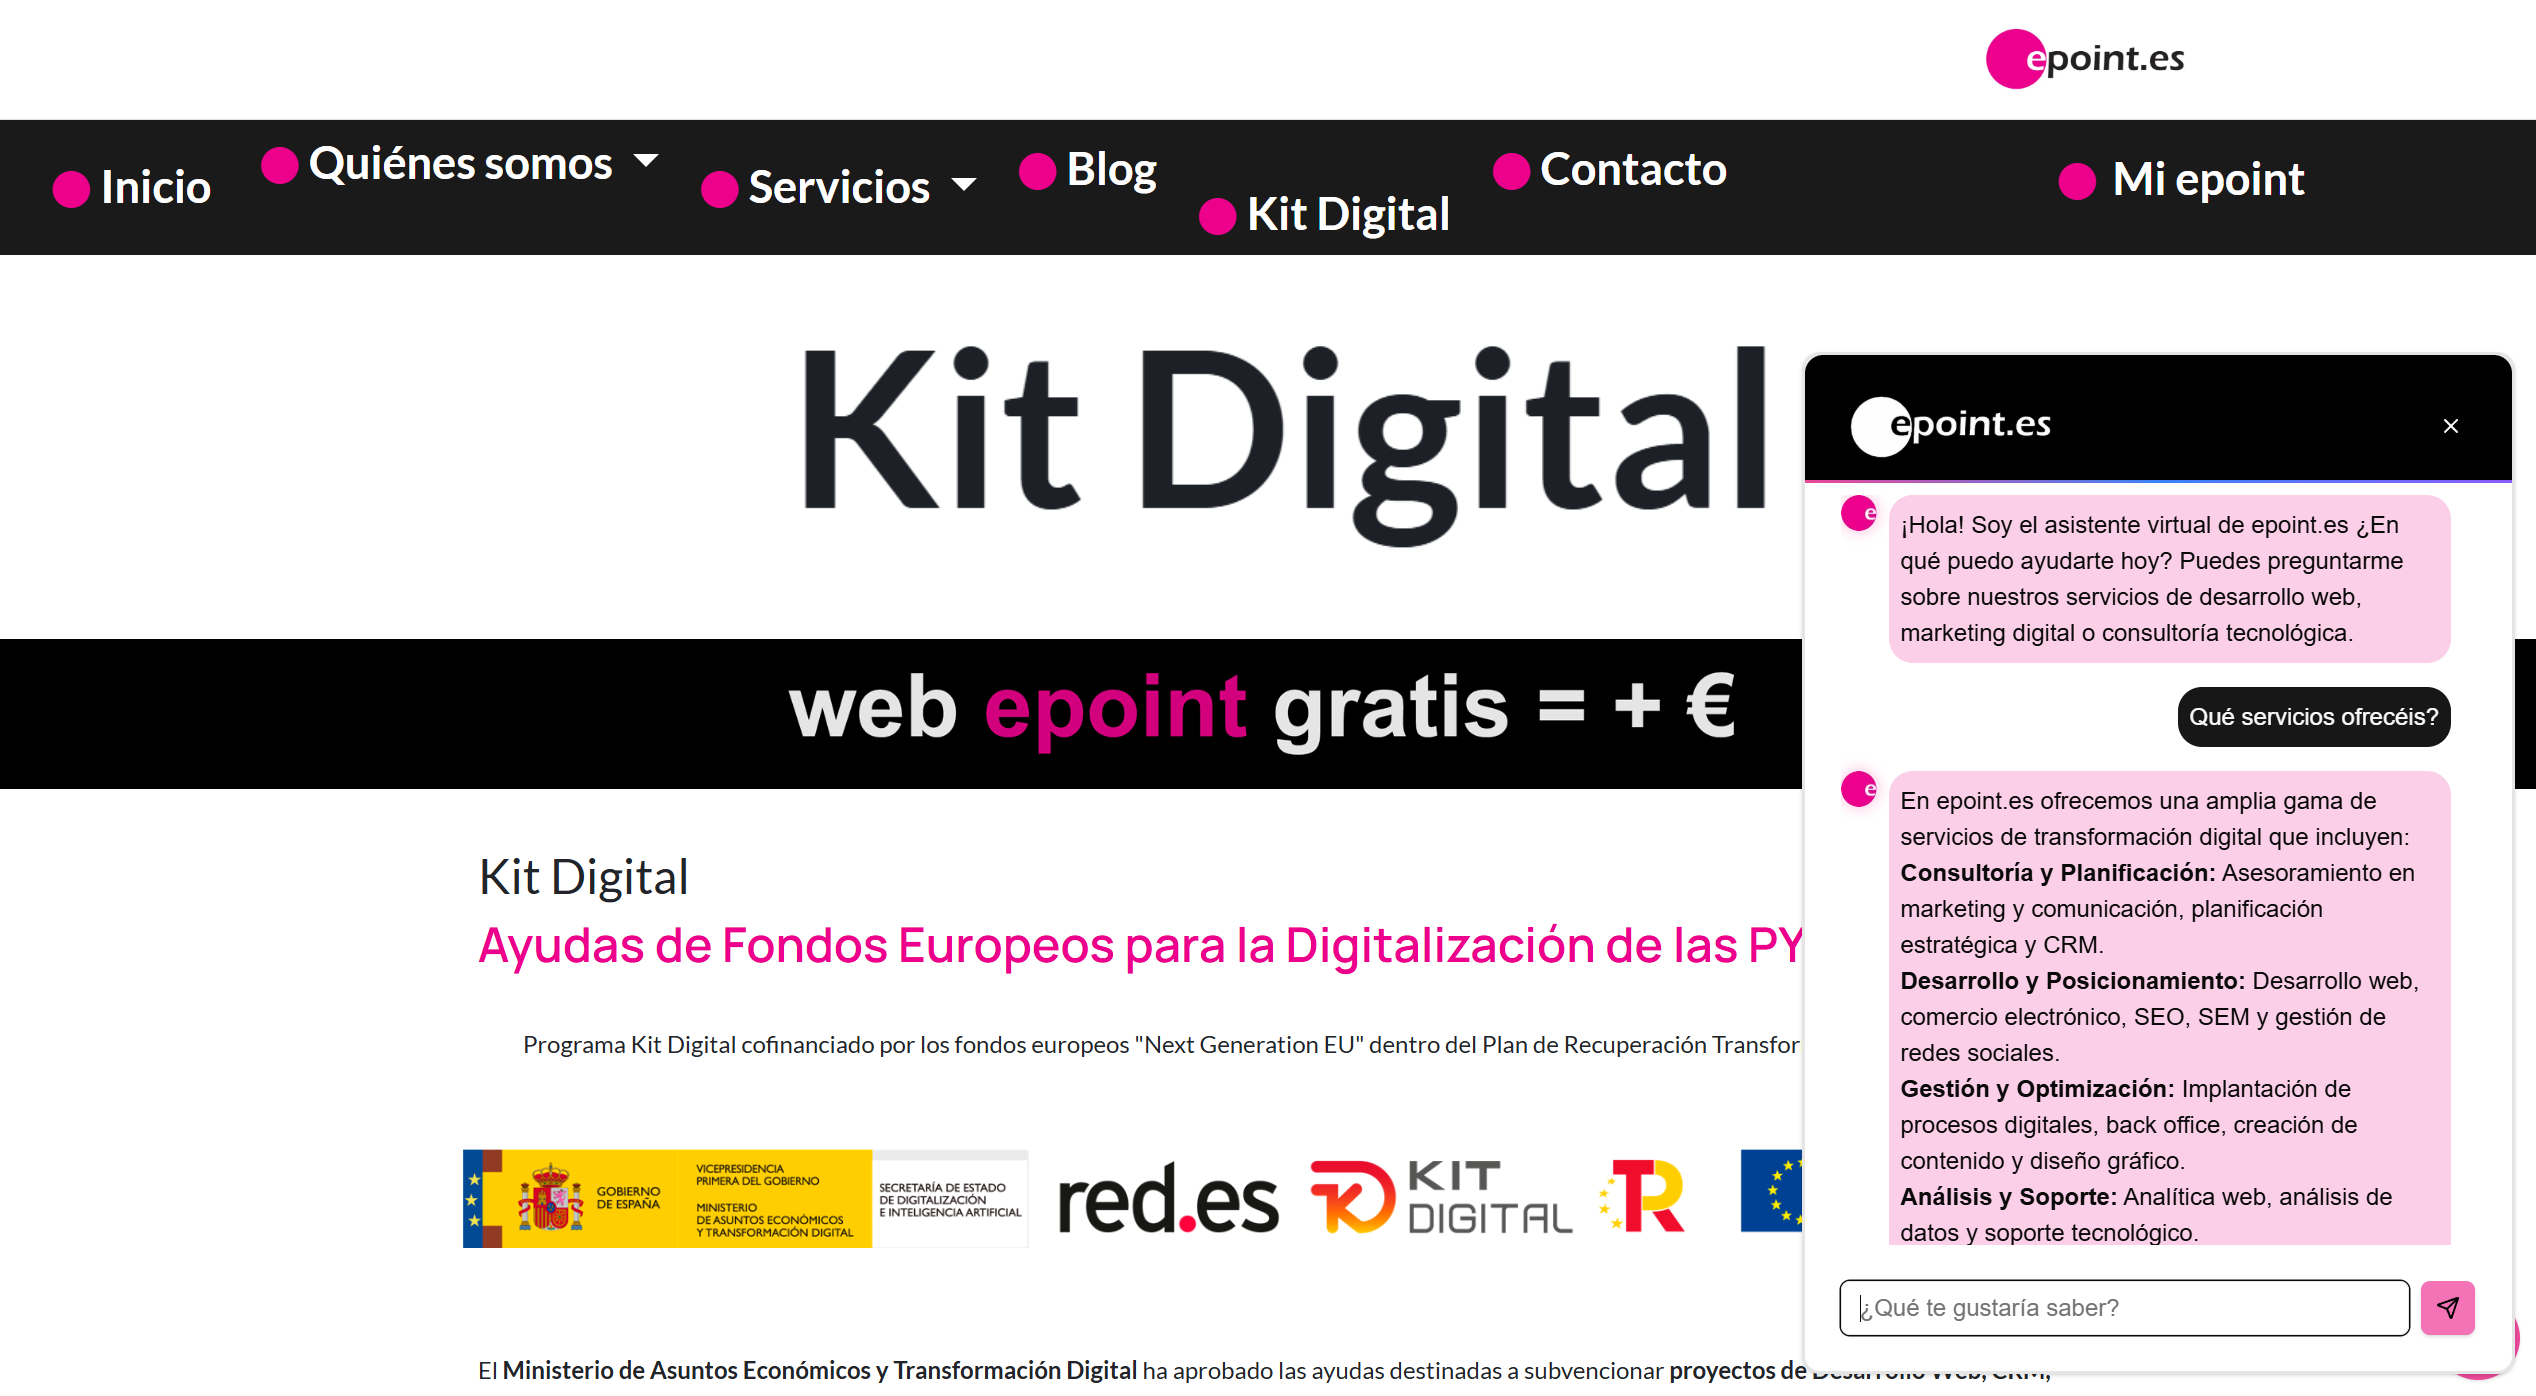 epoint.es
Inicio
Quiénes somos
Servicios
Blog
Kit Digital
Contacto
Mi epoint
Kit Digital
web epoint gratis = + €
Kit Digital
Ayudas de Fondos Europeos para la Digitalización de las PY
Programa Kit Digital cofinanciado por los fondos europeos "Next Generation EU" dentro del Plan de Recuperación Transfor
GOBIERNO
DE ESPAÑA
VICEPRESIDENCIA
PRIMERA DEL GOBIERNO
MINISTERIO
DE ASUNTOS ECONÓMICOS
Y TRANSFORMACIÓN DIGITAL
SECRETARÍA DE ESTADO
DE DIGITALIZACIÓN
E INTELIGENCIA ARTIFICIAL
red.es
KIT
DIGITAL
TR
El Ministerio de Asuntos Económicos y Transformación Digital ha aprobado las ayudas destinadas a subvencionar proyectos de Desarrollo Web, CRM,
epoint.es
¡Hola! Soy el asistente virtual de epoint.es ¿En
qué puedo ayudarte hoy? Puedes preguntarme
sobre nuestros servicios de desarrollo web,
marketing digital o consultoría tecnológica.
Qué servicios ofrecéis?
En epoint.es ofrecemos una amplia gama de
servicios de transformación digital que incluyen:
Consultoría y Planificación: Asesoramiento en
marketing y comunicación, planificación
estratégica y CRM.
Desarrollo y Posicionamiento: Desarrollo web,
comercio electrónico, SEO, SEM y gestión de
redes sociales.
Gestión y Optimización: Implantación de
procesos digitales, back office, creación de
contenido y diseño gráfico.
Análisis y Soporte: Analítica web, análisis de
datos y soporte tecnológico.
¿Qué te gustaría saber?